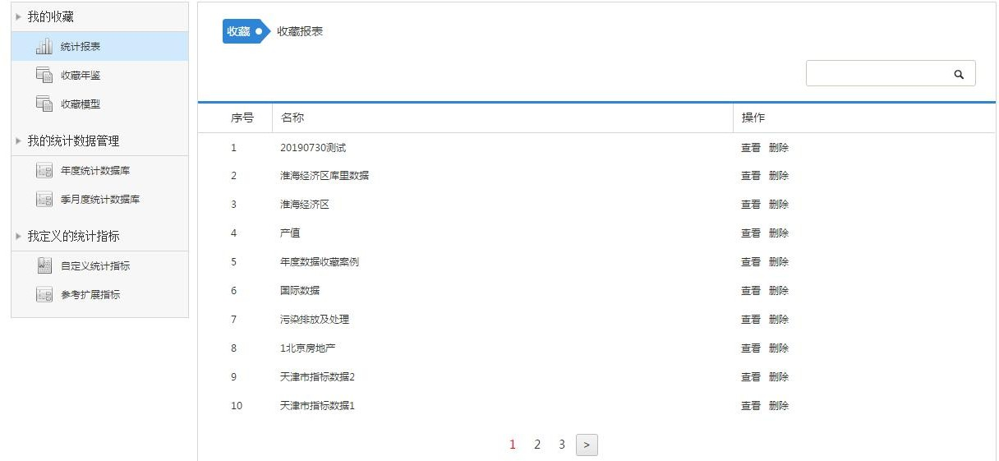 我的收藏
统计报表
收藏年鉴
收藏模型
我的统计数据管理
年度统计数据库
季月度统计数据库
我定义的统计指标
自定义统计指标
参考扩展指标
收藏 收藏报表
序号 名称 操作
1 20190730测试 查看 删除
2 淮海经济区库里数据 查看 删除
3 淮海经济区 查看 删除
4 产值 查看 删除
5 年度数据收藏案例 查看 删除
6 国际数据 查看 删除
7 污染排放及处理 查看 删除
8 1北京房地产 查看 删除
9 天津市指标数据2 查看 删除
10 天津市指标数据1 查看 删除
1 2 3 >